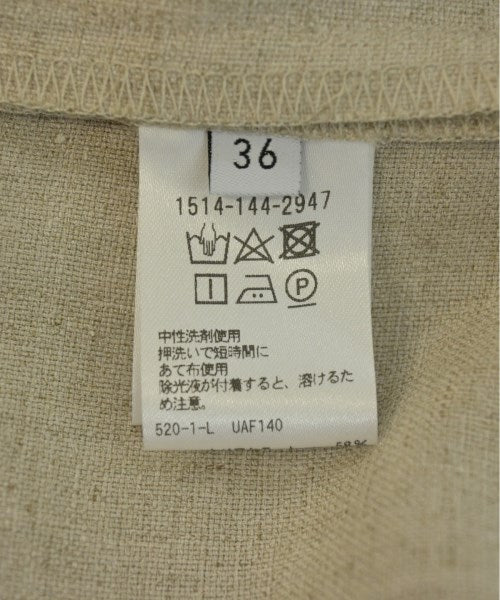 36
1514-144-2947
P
中性洗剤使用
押洗いで短時間に
あて布使用
除光液が付着すると、溶けるた
め注意。
520-1-L UAF140
58%